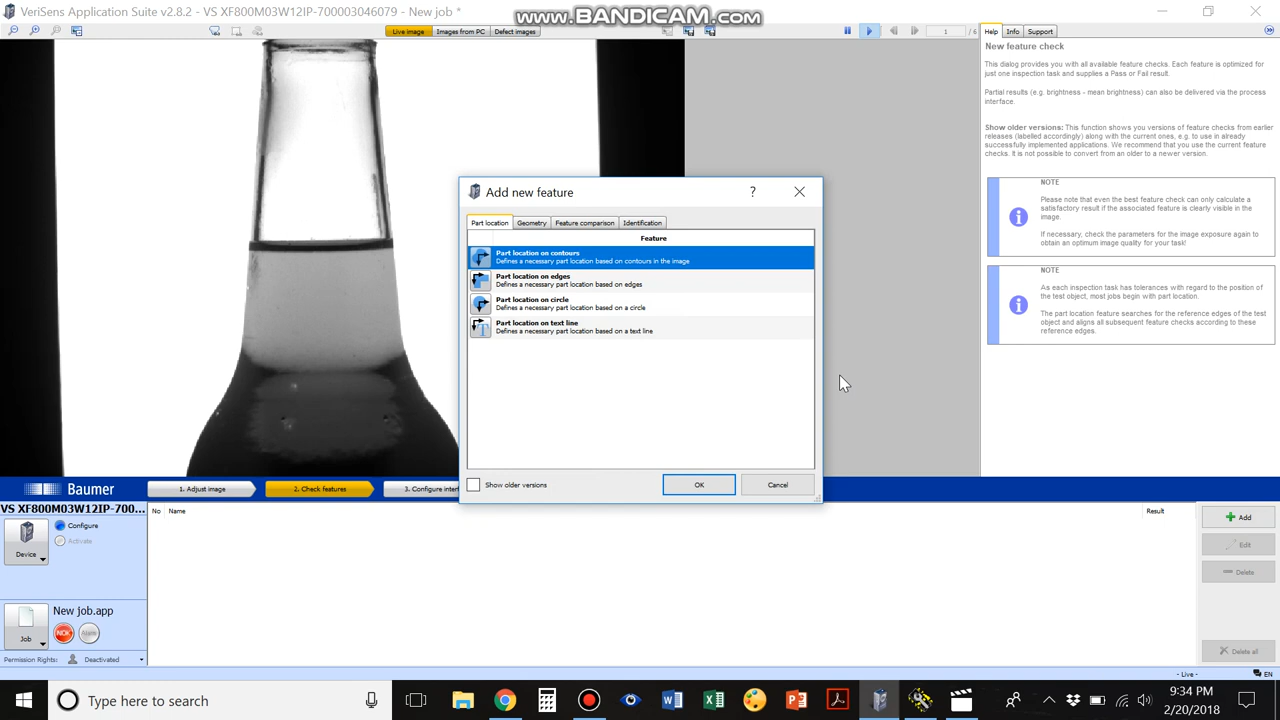 VeriSens Application Suite v2.8.2 - VS XF800M03W12IP-700003046079 - New job *
www.BANDICAM.com
Live image
Images from PC
Defect images
1
/ 6
Help
Info
Support
New feature check
This dialog provides you with all available feature checks. Each feature is optimized for
just one inspection task and supplies a Pass or Fail result.
Partial results (e.g. brightness - mean brightness) can also be delivered via the process
interface.
Show older versions: This function shows you versions of feature checks from earlier
releases (labelled accordingly) along with the current ones, e.g. to use in already
successfully implemented applications. We recommend that you use the current feature
checks. It is not possible to convert from an older to a newer version.
NOTE
Please note that even the best feature check can only calculate a
satisfactory result if the associated feature is clearly visible in the
image.
If necessary, check the parameters for the image exposure again to
obtain an optimum image quality for your task!
NOTE
As each inspection task has tolerances with regard to the position of
the test object, most jobs begin with part location.
The part location feature searches for the reference edges of the test
object and aligns all subsequent feature checks according to these
reference edges.
Add new feature
?
Part location
Geometry
Feature comparison
Identification
Feature
Part location on contours
Defines a necessary part location based on contours in the image
Part location on edges
Defines a necessary part location based on edges
Part location on circle
Defines a necessary part location based on a circle
Part location on text line
Defines a necessary part location based on a text line
Show older versions
OK
Cancel
Baumer
1. Adjust image
2. Check features
3. Configure interf
VS XF800M03W12IP-700...
Configure
Activate
Device
No
Name
Result
Add
Edit
Delete
Delete all
New job.app
Job
NOK
Alarm
Permission Rights:
Deactivated
- Live -
EN
Type here to search
9:34 PM
2/20/2018